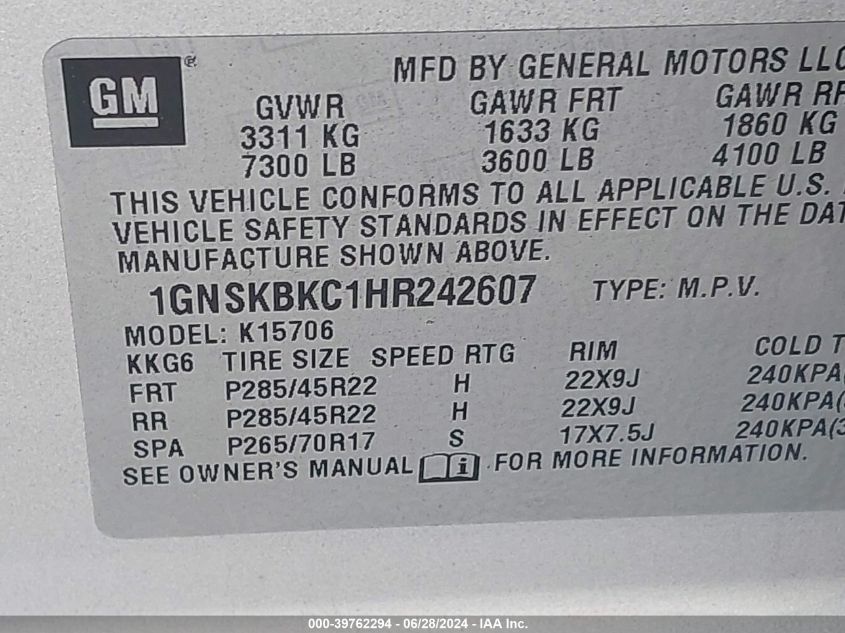 GM ® MFD BY GENERAL MOTORS LLC
GVWR GAWR FRT GAWR RR
3311 KG 1633 KG 1860 KG
7300 LB 3600 LB 4100 LB
THIS VEHICLE CONFORMS TO ALL APPLICABLE U.S.
VEHICLE SAFETY STANDARDS IN EFFECT ON THE DAT
MANUFACTURE SHOWN ABOVE.
1GNSKBKC1HR242607 TYPE: M.P.V.
MODEL: K15706
KKG6 TIRE SIZE SPEED RTG RIM COLD T
FRT P285/45R22 H 22X9J 240KPA(
RR P285/45R22 H 22X9J 240KPA(
SPA P265/70R17 S 17X7.5J 240KPA(3
SEE OWNER'S MANUAL i FOR MORE INFORMATION.
000-39762294 - 06/28/2024 - IAA Inc.